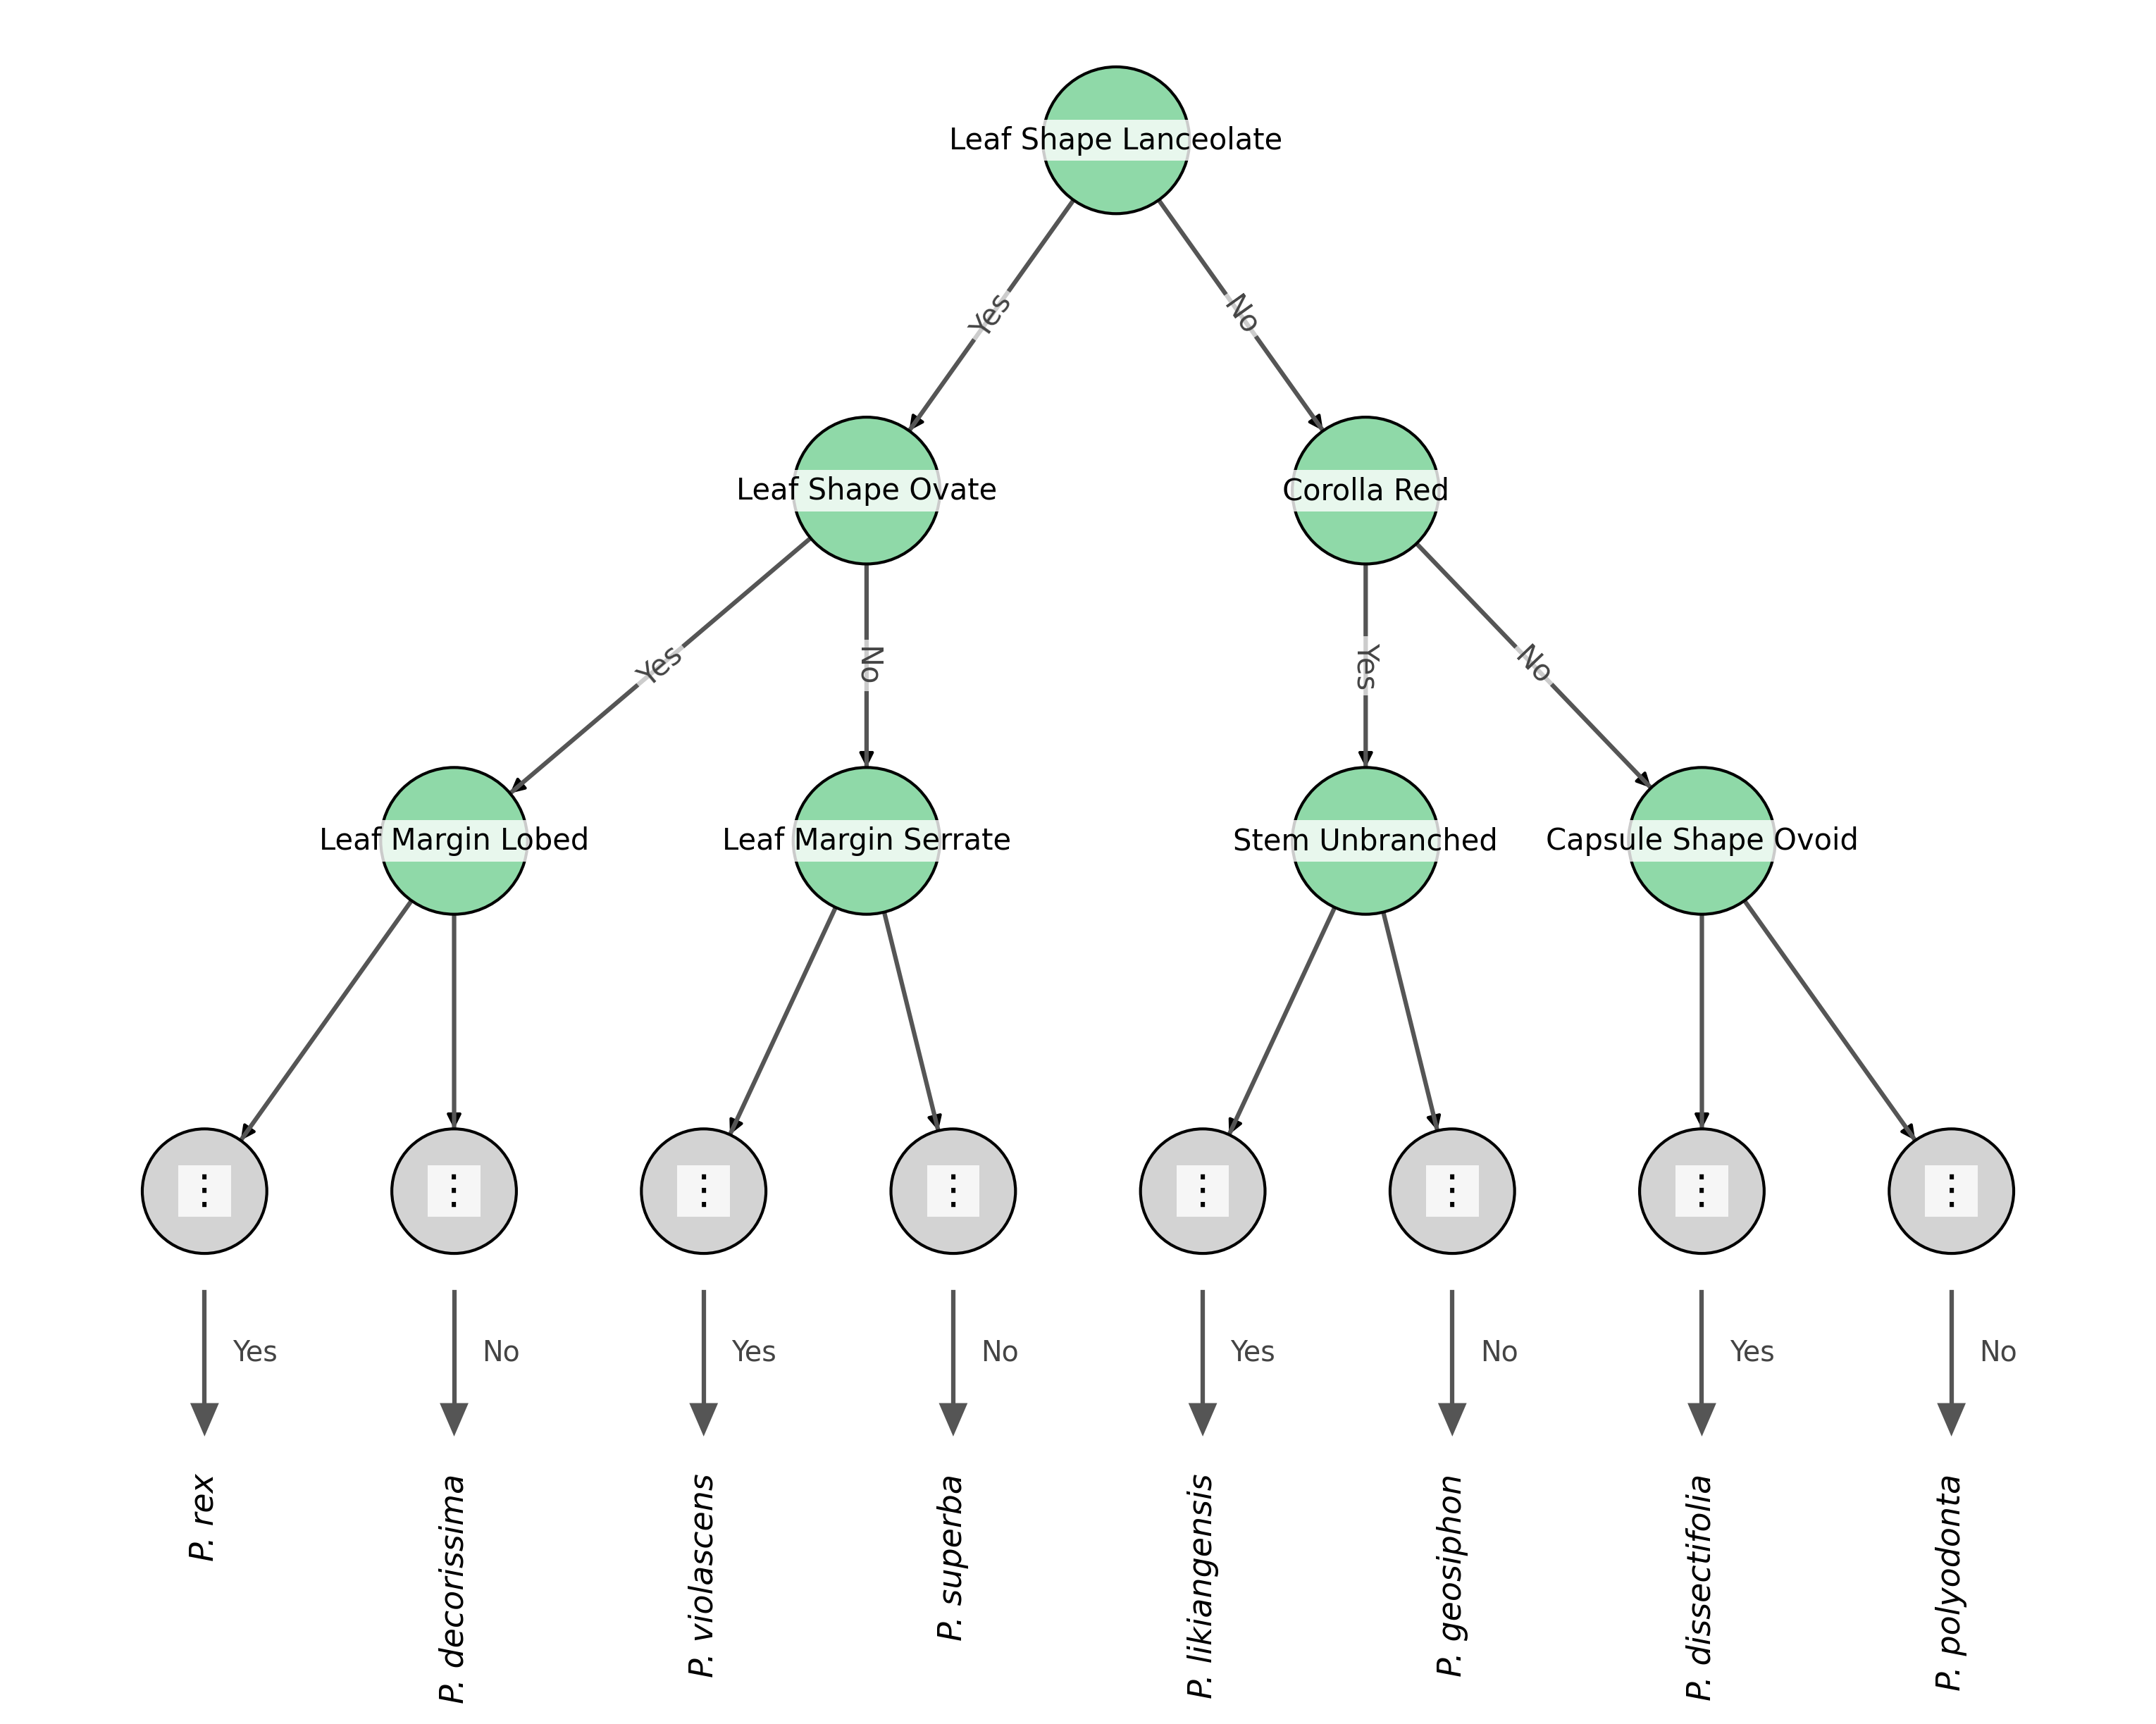 Leaf Shape Lanceolate
Yes
No
Leaf Shape Ovate
Corolla Red
Yes
No
Yes
No
Leaf Margin Lobed
Leaf Margin Serrate
Stem Unbranched
Capsule Shape Ovoid
⋮
⋮
⋮
⋮
⋮
⋮
⋮
⋮
Yes
No
Yes
No
Yes
No
Yes
No
P. rex
P. decorissima
P. violascens
P. superba
P. likiangensis
P. geosiphon
P. dissectifolia
P. polyodonta